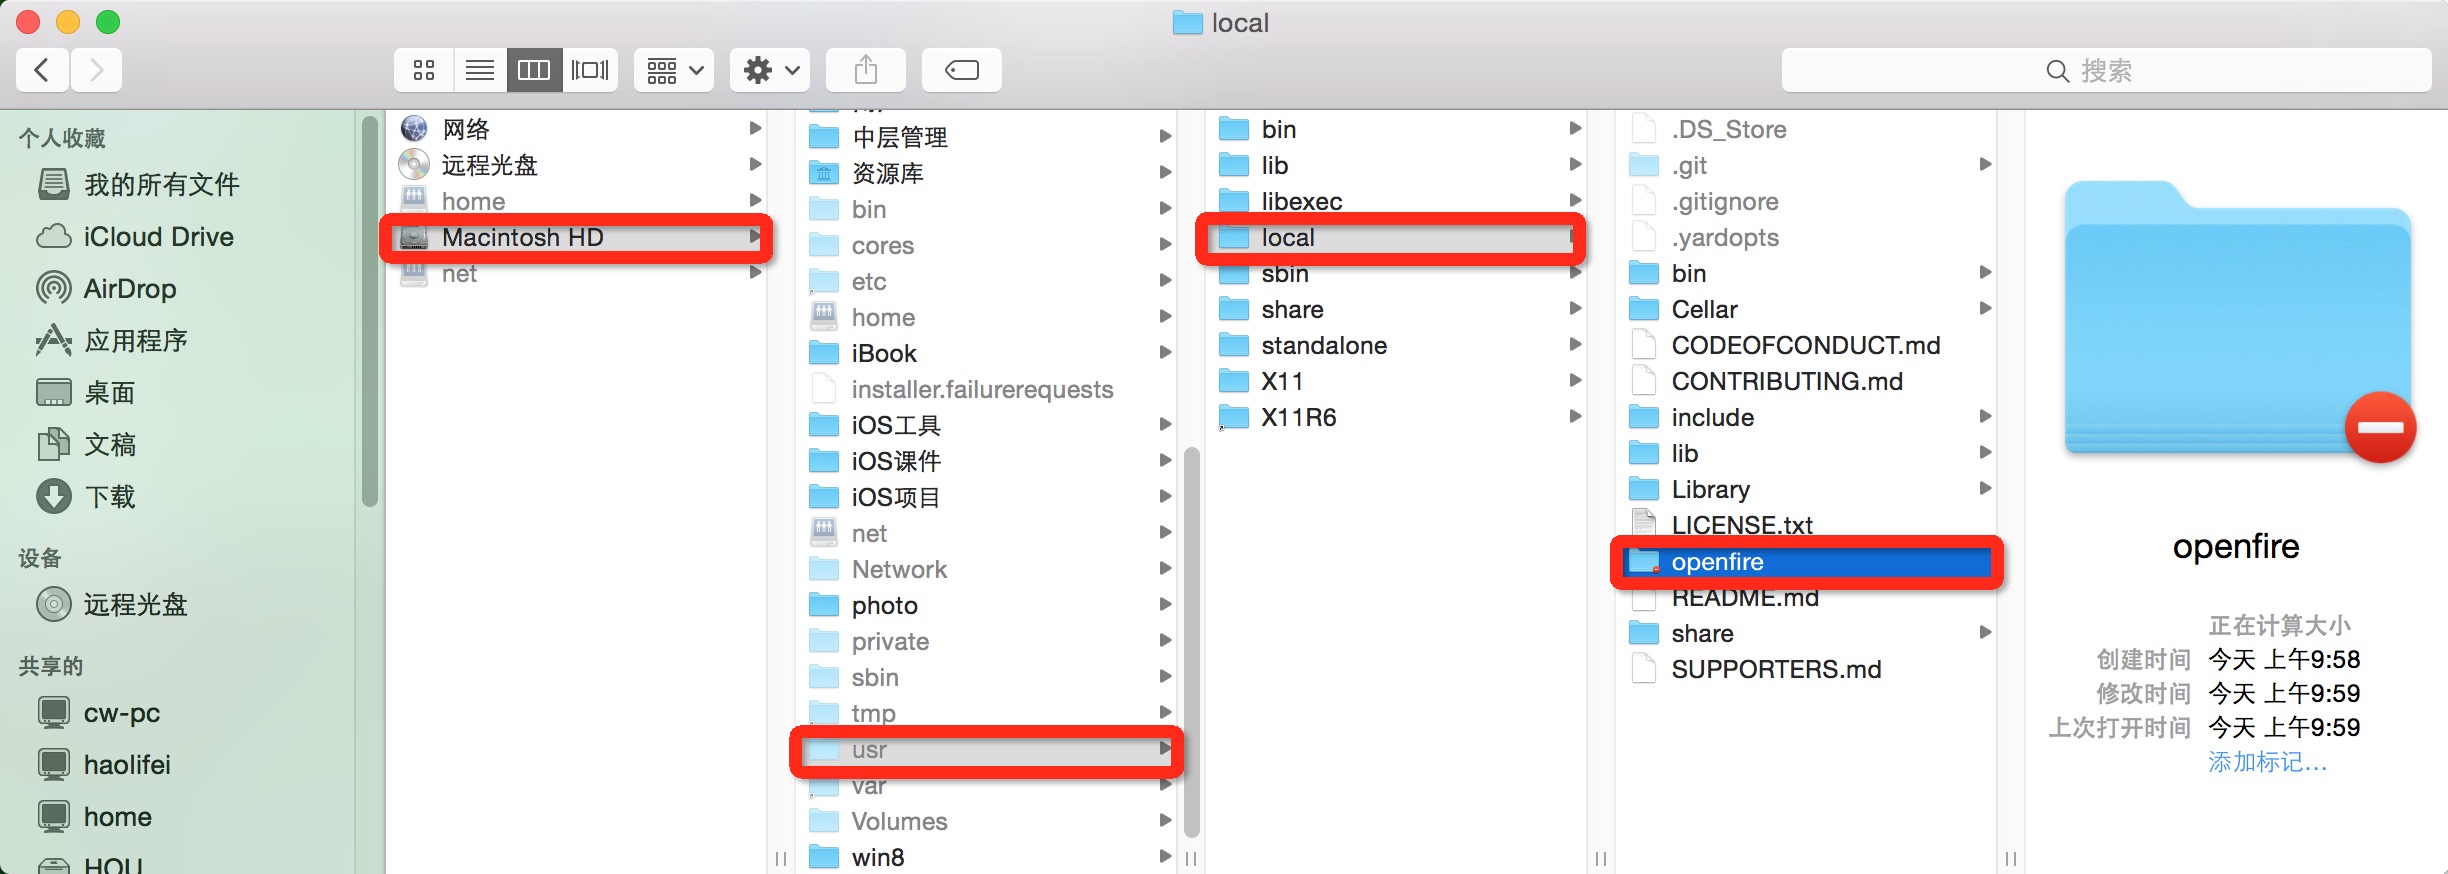 local
搜索
个人收藏
我的所有文件
iCloud Drive
AirDrop
应用程序
桌面
文稿
下载
设备
远程光盘
共享的
cw-pc
haolifei
home
HOU
网络
远程光盘
home
Macintosh HD
net
中层管理
资源库
bin
cores
etc
home
iBook
installer.failurerequests
iOS工具
iOS课件
iOS项目
net
Network
photo
private
sbin
tmp
usr
var
Volumes
win8
bin
lib
libexec
local
sbin
share
standalone
X11
X11R6
.DS_Store
.git
.gitignore
.yardopts
bin
Cellar
CODEOFCONDUCT.md
CONTRIBUTING.md
include
lib
Library
LICENSE.txt
openfire
README.md
share
SUPPORTERS.md
openfire
正在计算大小
创建时间 今天 上午9:58
修改时间 今天 上午9:59
上次打开时间 今天 上午9:59
添加标记…